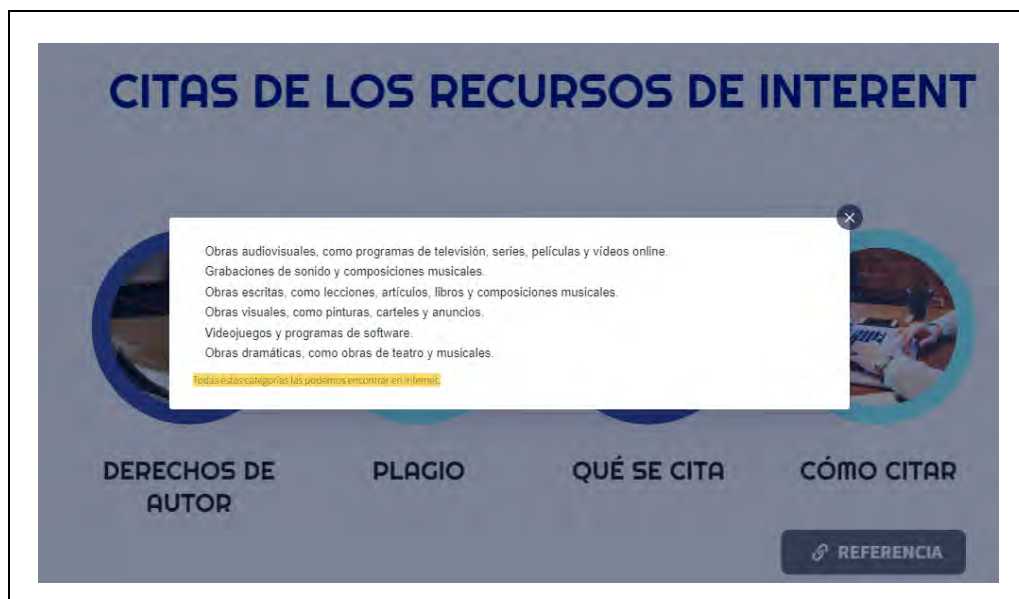 CITAS DE LOS RECURSOS DE INTERENT
Obras audiovisuales, como programas de televisión, series, películas y vídeos online.
Grabaciones de sonido y composiciones musicales.
Obras escritas, como lecciones, artículos, libros y composiciones musicales.
Obras visuales, como pinturas, carteles y anuncios.
Videojuegos y programas de software.
Obras dramáticas, como obras de teatro y musicales.
Todas estas categorías las podemos encontrar en internet.
DERECHOS DE
AUTOR
PLAGIO
QUÉ SE CITA
CÓMO CITAR
REFERENCIA